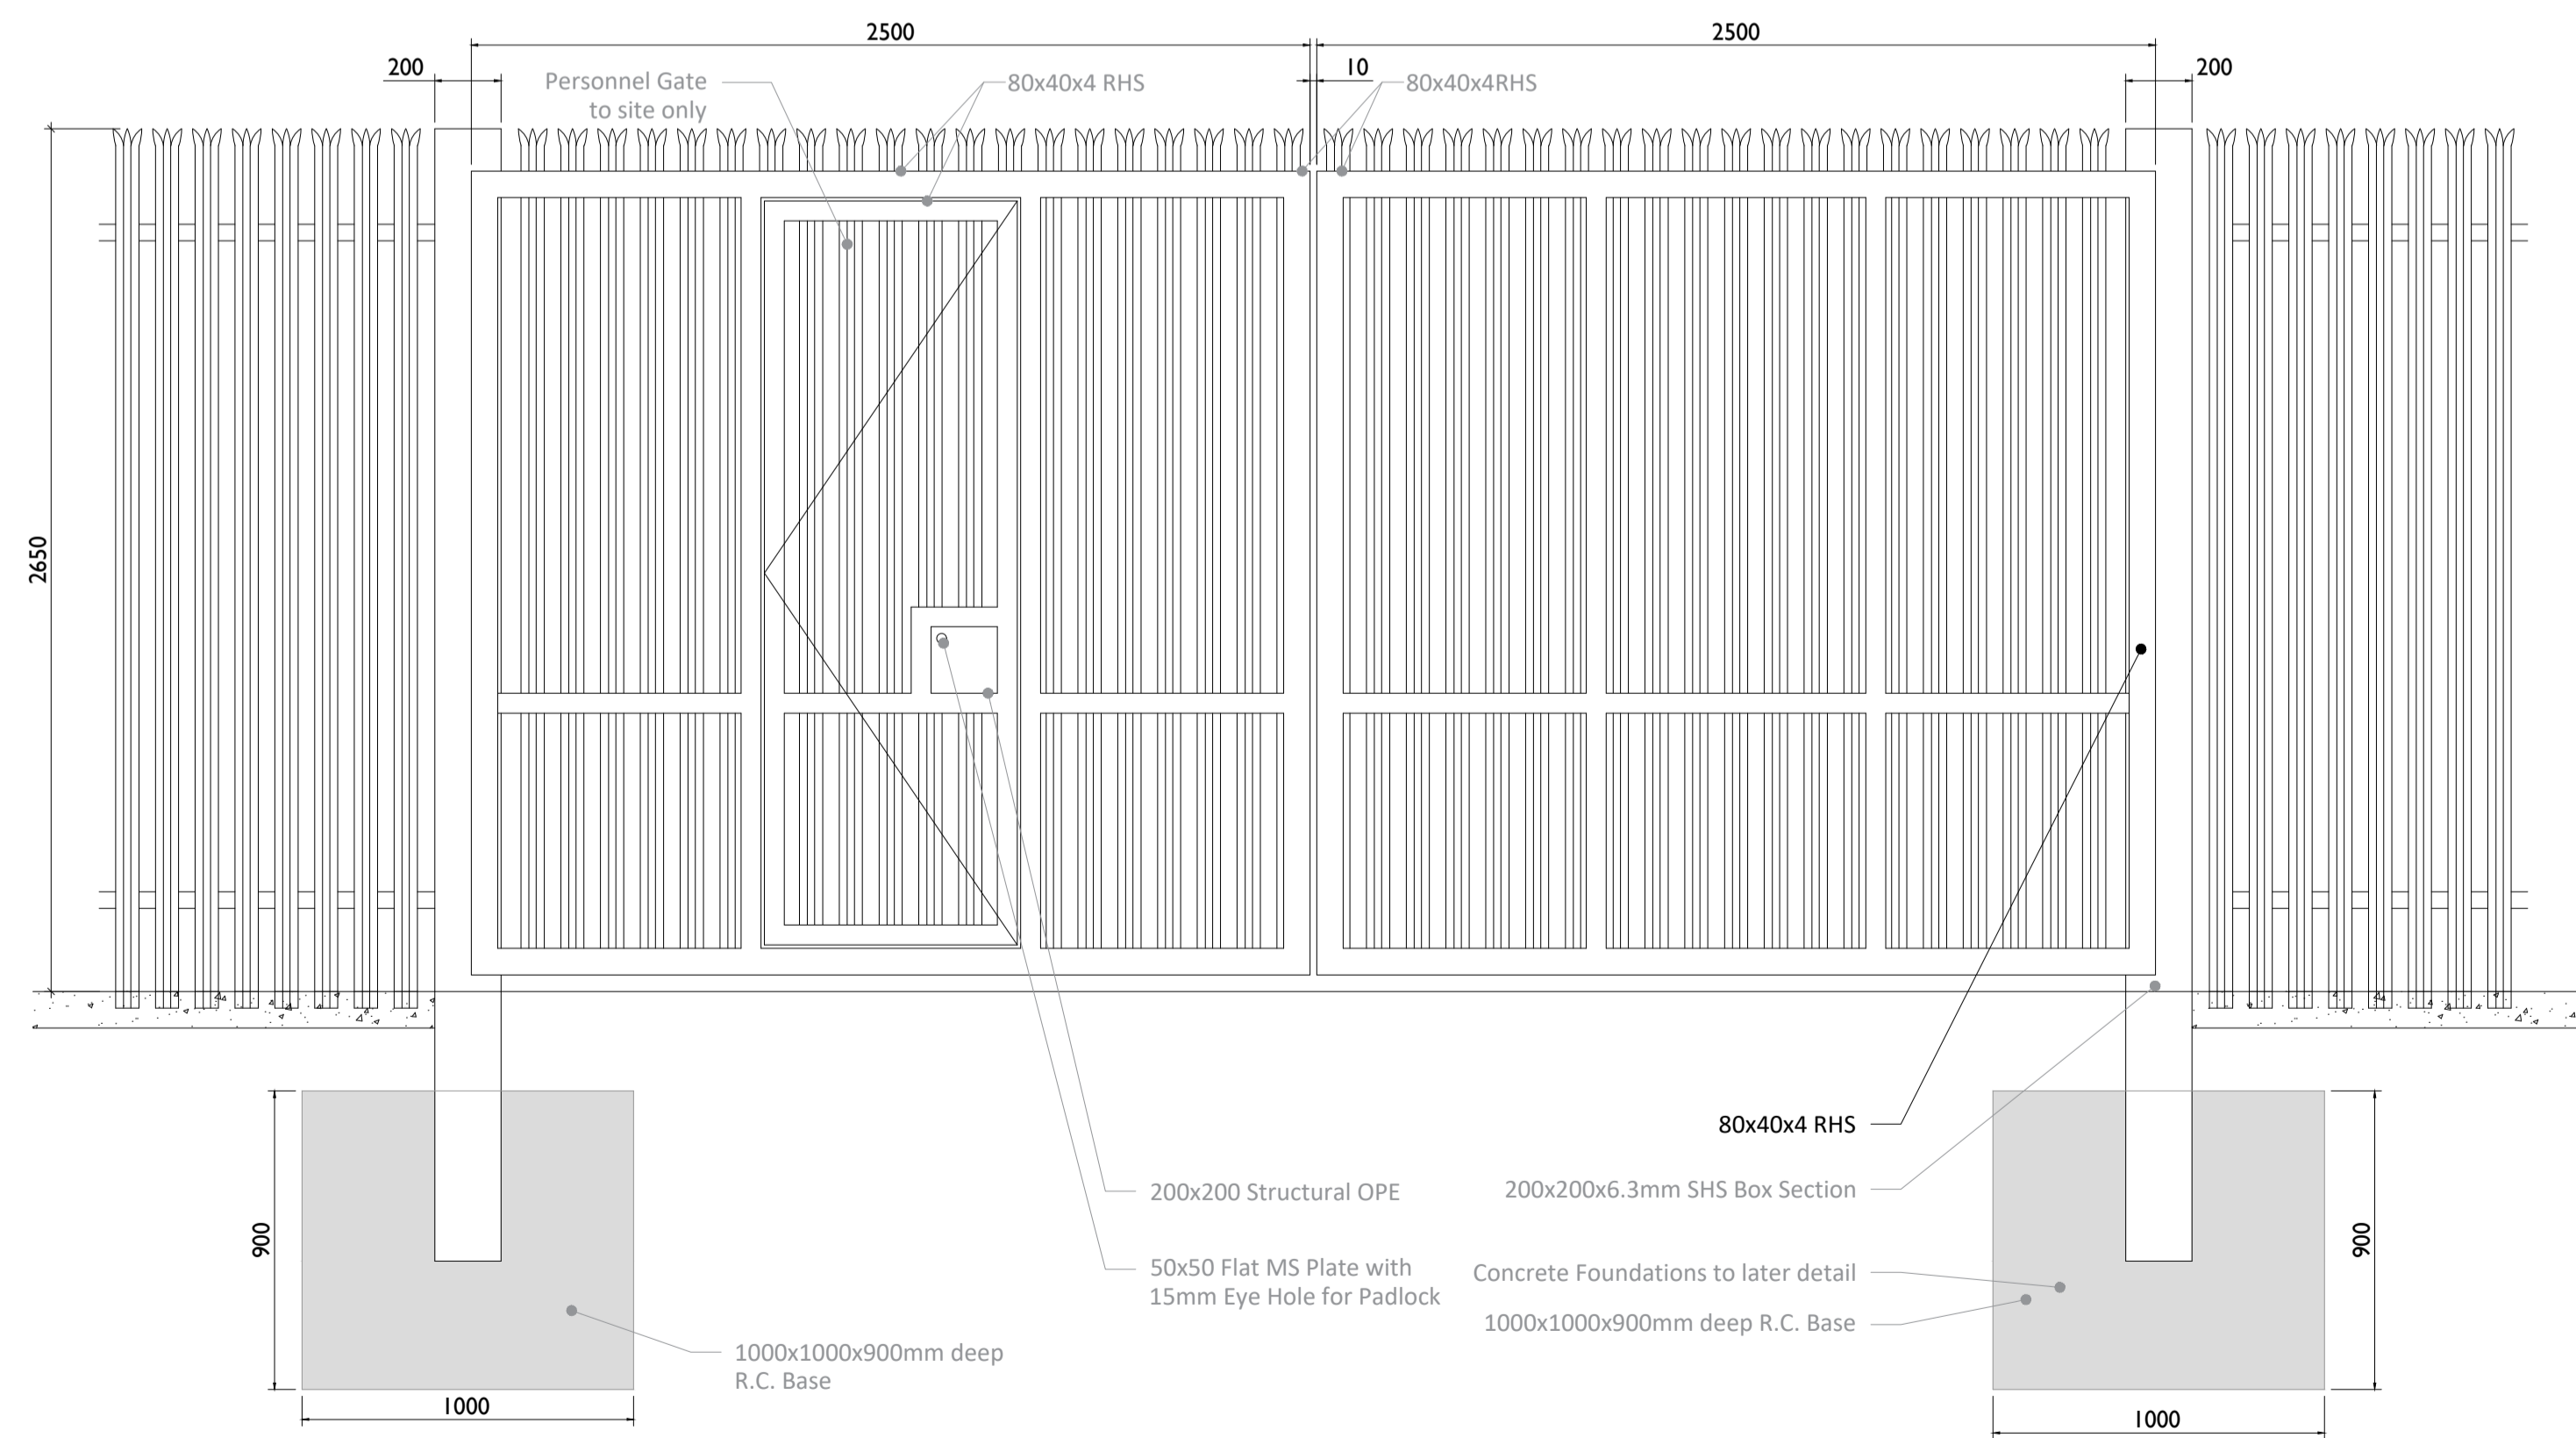 2500
2500
200
Personnel Gate
to site only
80x40x4 RHS
10
80x40x4RHS
200
2650
80x40x4 RHS
200x200 Structural OPE
200x200x6.3mm SHS Box Section
900
900
50x50 Flat MS Plate with
15mm Eye Hole for Padlock
Concrete Foundations to later detail
1000x1000x900mm deep R.C. Base
1000x1000x900mm deep
R.C. Base
1000
1000